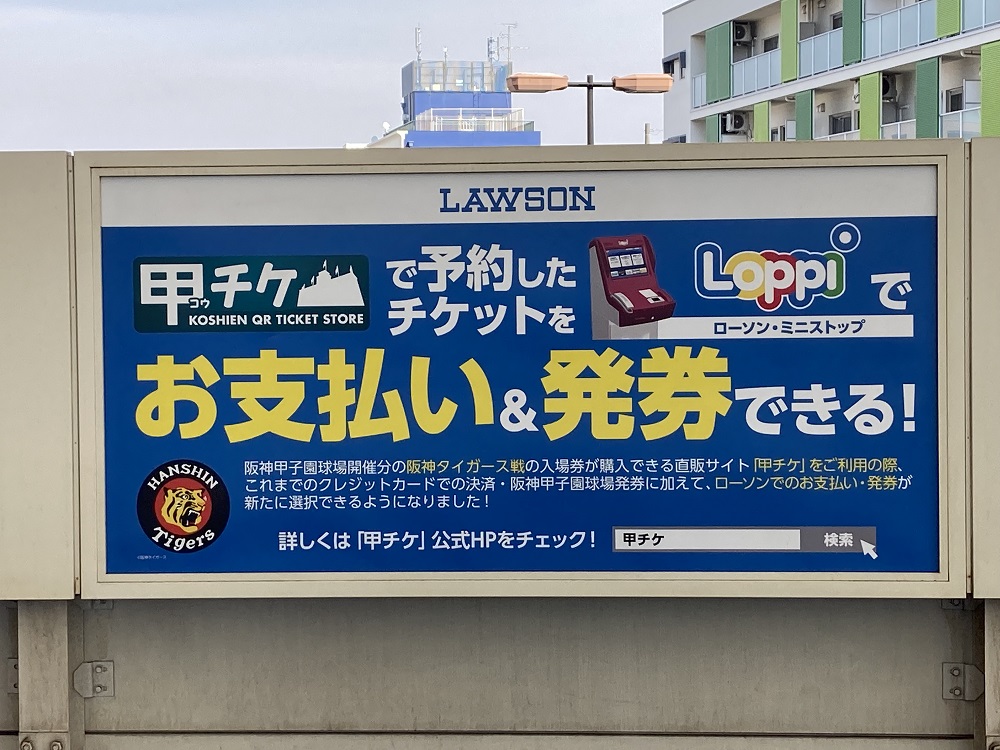 LAWSON
甲チケ
コウ
KOSHIEN QR TICKET STORE
で予約した
チケットを
Loppi
で
ローソン・ミニストップ
お支払い&発券できる!
HANSHIN
Tigers
阪神甲子園球場開催分の阪神タイガース戦の入場券が購入できる直販サイト「甲チケ」をご利用の際、
これまでのクレジットカードでの決済・阪神甲子園球場発券に加えて、ローソンでのお支払い・発券が
新たに選択できるようになりました!
詳しくは「甲チケ」公式HPをチェック!
甲チケ 検索